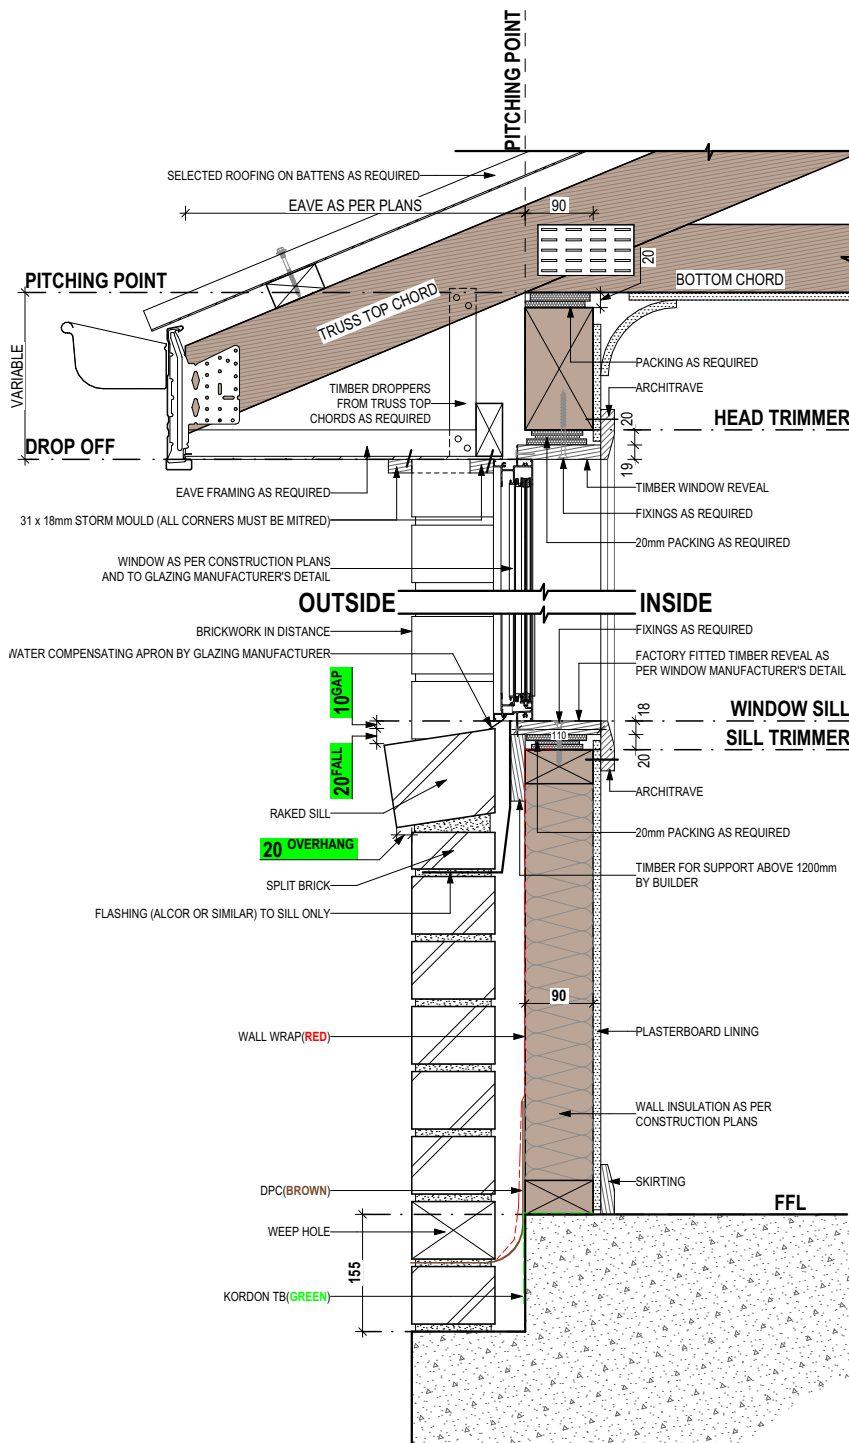 PITCHING POINT
SELECTED ROOFING ON BATTENS AS REQUIRED
EAVE AS PER PLANS
90
20
PITCHING POINT
BOTTOM CHORD
TRUSS TOP CHORD
VARIABLE
PACKING AS REQUIRED
TIMBER DROPPERS
FROM TRUSS TOP
CHORDS AS REQUIRED
ARCHITRAVE
20
HEAD TRIMMER
DROP OFF
19
EAVE FRAMING AS REQUIRED
TIMBER WINDOW REVEAL
31 x 18mm STORM MOULD (ALL CORNERS MUST BE MITRED)
FIXINGS AS REQUIRED
20mm PACKING AS REQUIRED
WINDOW AS PER CONSTRUCTION PLANS
AND TO GLAZING MANUFACTURER'S DETAIL
OUTSIDE
INSIDE
BRICKWORK IN DISTANCE
FIXINGS AS REQUIRED
WATER COMPENSATING APRON BY GLAZING MANUFACTURER
FACTORY FITTED TIMBER REVEAL AS
PER WINDOW MANUFACTURER'S DETAIL
10 GAP
18
WINDOW SILL
110
SILL TRIMMER
20 FALL
20
RAKED SILL
ARCHITRAVE
20 OVERHANG
20mm PACKING AS REQUIRED
SPLIT BRICK
TIMBER FOR SUPPORT ABOVE 1200mm
BY BUILDER
FLASHING (ALCOR OR SIMILAR) TO SILL ONLY
90
WALL WRAP(RED)
PLASTERBOARD LINING
WALL INSULATION AS PER
CONSTRUCTION PLANS
DPC(BROWN)
SKIRTING
FFL
WEEP HOLE
155
KORDON TB(GREEN)